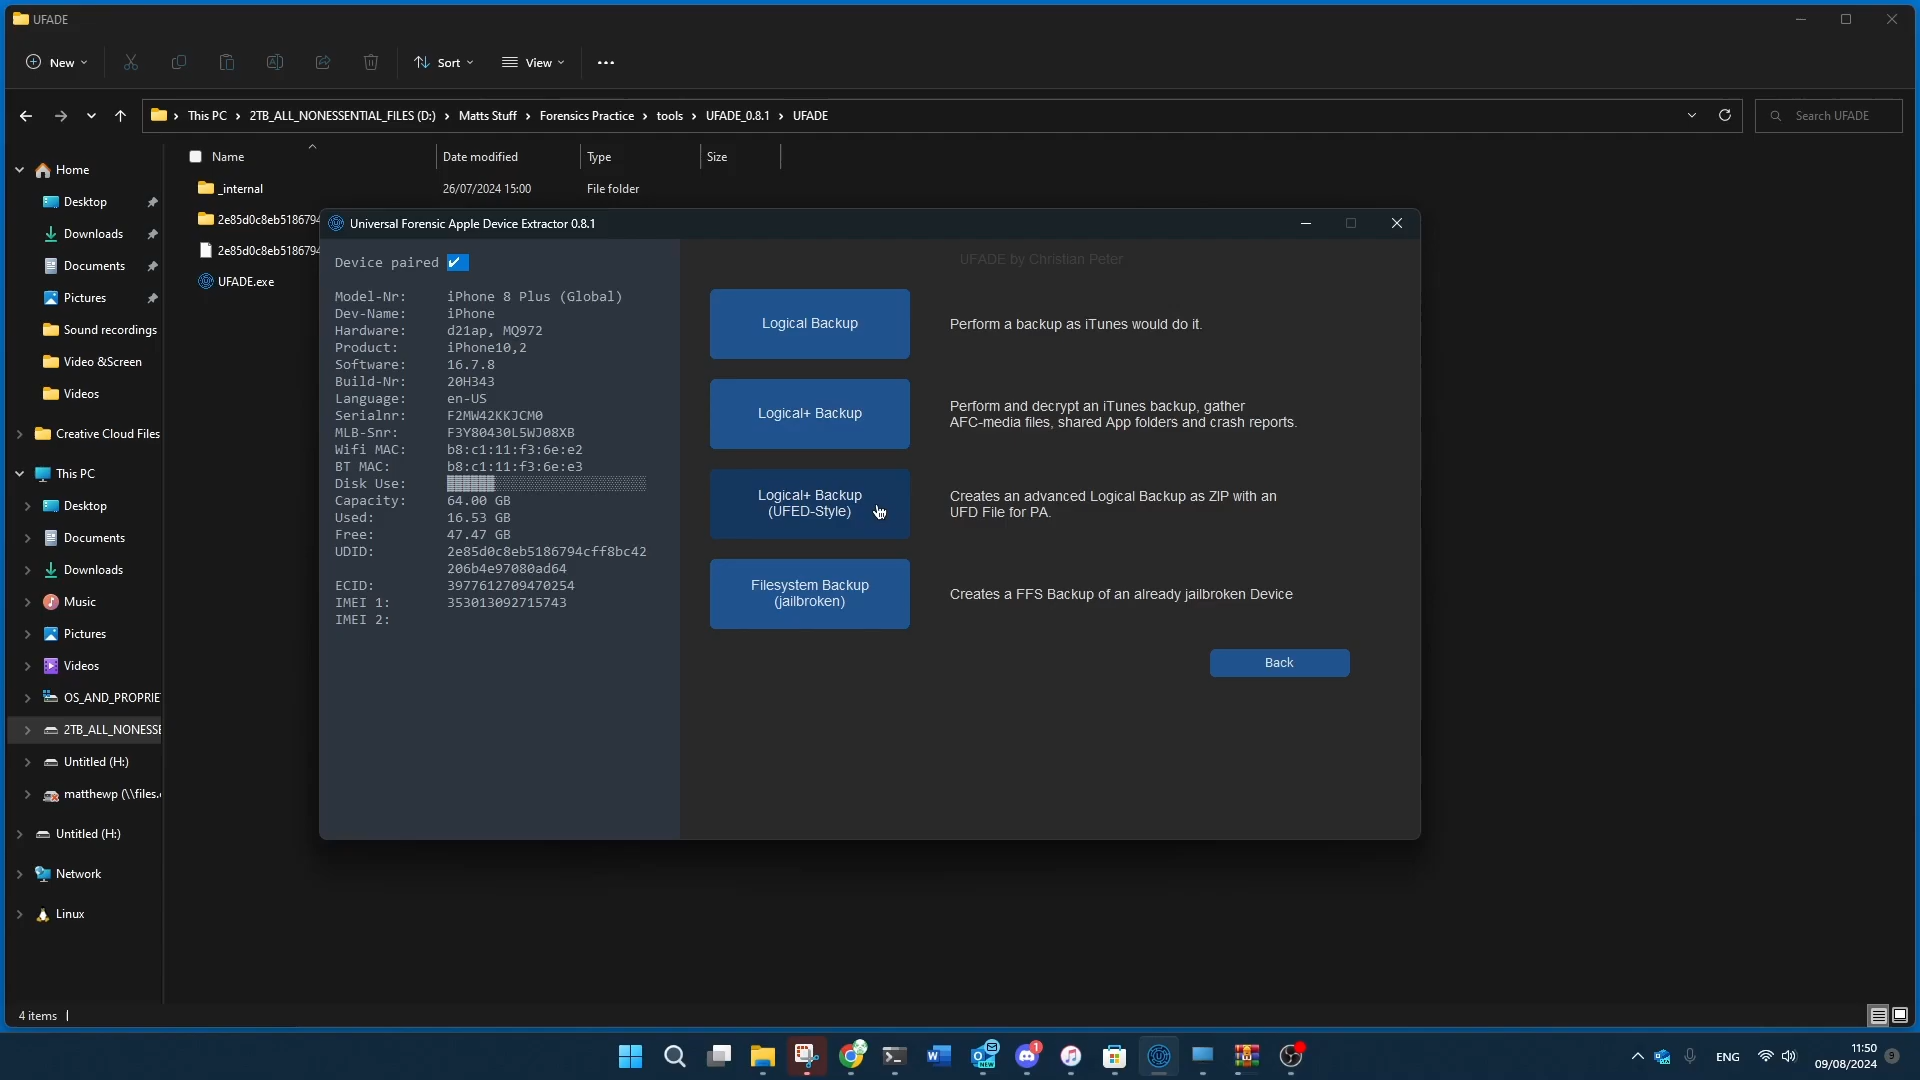 UFADE
New
Sort
View
This PC
2TB_ALL_NONESSENTIAL_FILES (D:)
Matts Stuff
Forensics Practice
tools
UFADE_0.8.1
UFADE
Search UFADE
Name
Date modified
Type
Size
_internal
26/07/2024 15:00
File folder
2e85d0c8eb5186794
2e85d0c8eb5186794
UFADE.exe
Home
Desktop
Downloads
Documents
Pictures
Sound recordings
Video &Screen
Videos
Creative Cloud Files
This PC
Desktop
Documents
Downloads
Music
Pictures
Videos
OS_AND_PROPRIE
2TB_ALL_NONESSE
Untitled (H:)
matthewp (\\files.
Untitled (H:)
Network
Linux
4 items
Universal Forensic Apple Device Extractor 0.8.1
Device paired
Model-Nr: iPhone 8 Plus (Global)
Dev-Name: iPhone
Hardware: d21ap, MQ972
Product: iPhone10,2
Software: 16.7.8
Build-Nr: 20H343
Language: en-US
Serialnr: F2MW42KKJCM0
MLB-Snr: F3Y80430L5WJ08XB
Wifi MAC: b8:c1:11:f3:6e:e2
BT MAC: b8:c1:11:f3:6e:e3
Disk Use:
Capacity: 64.00 GB
Used: 16.53 GB
Free: 47.47 GB
UDID: 2e85d0c8eb5186794cff8bc42
206b4e97080ad64
ECID: 3977612709470254
IMEI 1: 353013092715743
IMEI 2:
UFADE by Christian Peter
Logical Backup
Perform a backup as iTunes would do it.
Logical+ Backup
Perform and decrypt an iTunes backup, gather
AFC-media files, shared App folders and crash reports.
Logical+ Backup
(UFED-Style)
Creates an advanced Logical Backup as ZIP with an
UFD File for PA.
Filesystem Backup
(jailbroken)
Creates a FFS Backup of an already jailbroken Device
Back
NEW
1
ENG
11:50
09/08/2024
9